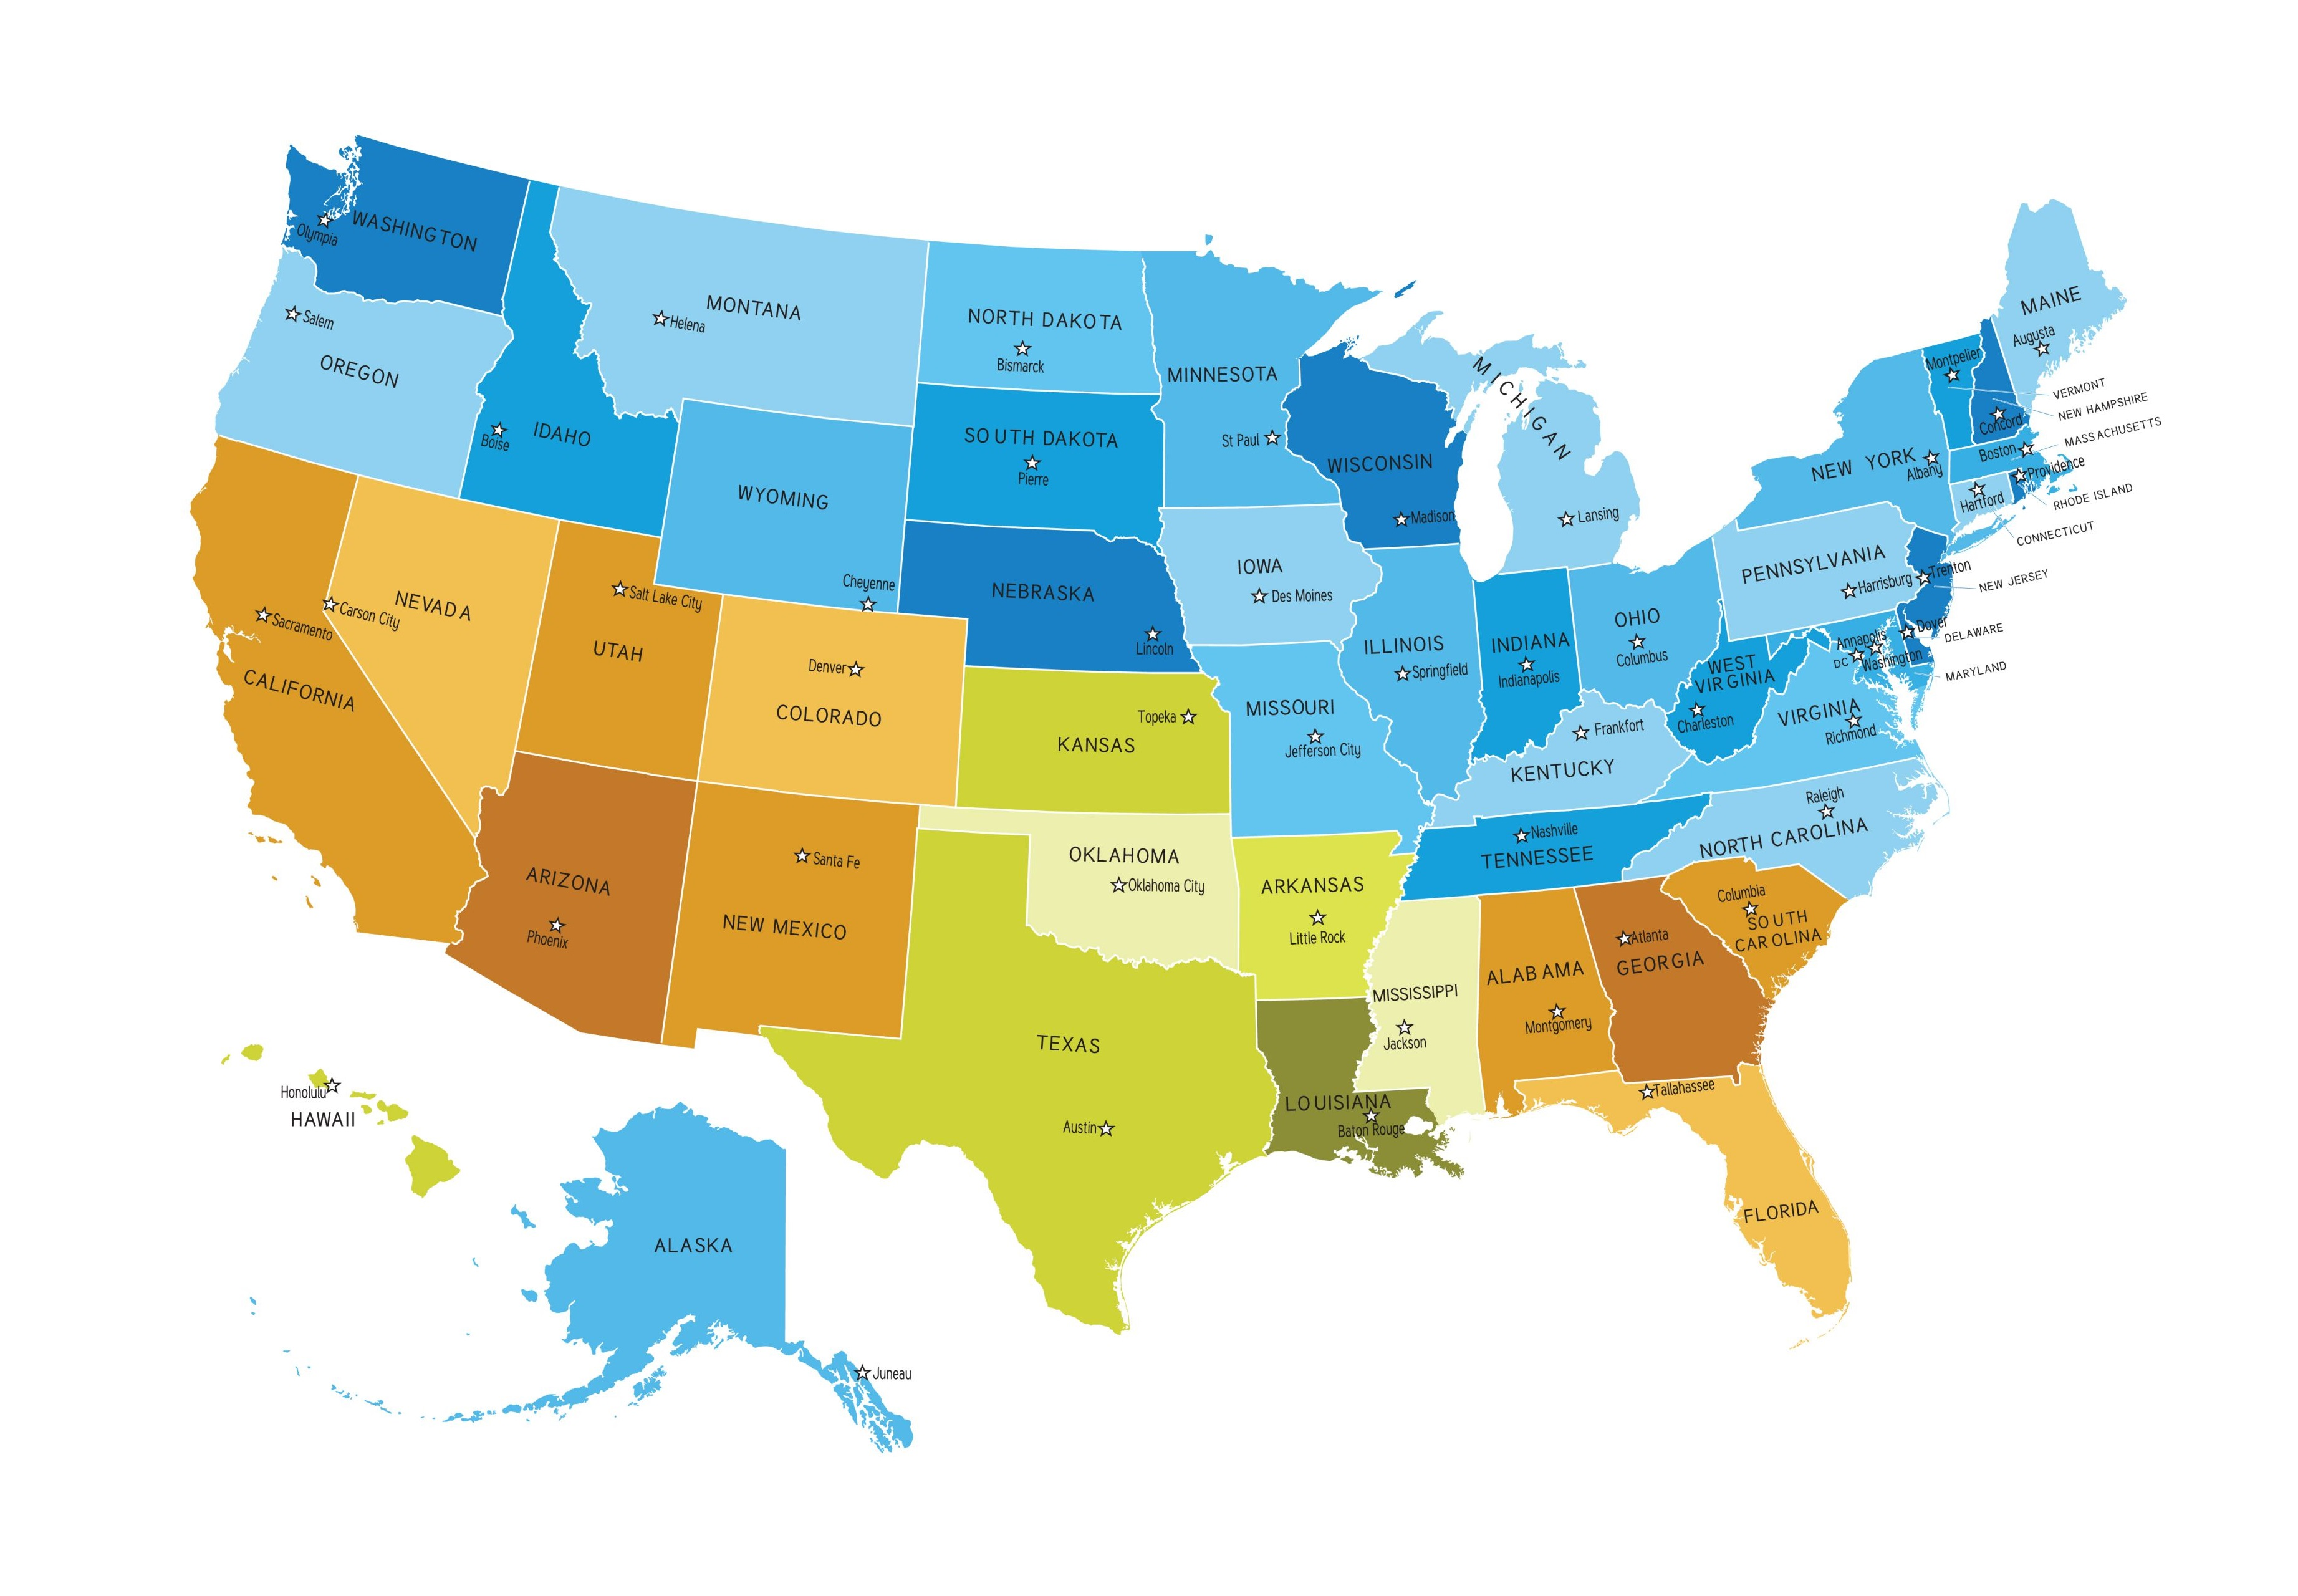 WASHINGTON
Olympia
OREGON
Salem
IDAHO
Boise
MONTANA
Helena
NORTH DAKOTA
Bismarck
SOUTH DAKOTA
Pierre
MINNESOTA
St Paul
WISCONSIN
Madison
MICHIGAN
Lansing
WYOMING
Cheyenne
NEBRASKA
Lincoln
IOWA
Des Moines
ILLINOIS
Springfield
INDIANA
Indianapolis
OHIO
Columbus
PENNSYLVANIA
Harrisburg
NEW YORK
Albany
MAINE
Augusta
Montpelier
VERMONT
NEW HAMPSHIRE
Concord
MASSACHUSETTS
Boston
Providence
RHODE ISLAND
Hartford
CONNECTICUT
Trenton
NEW JERSEY
Dover
DELAWARE
Annapolis
DC
Washington
MARYLAND
CALIFORNIA
Sacramento
NEVADA
Carson City
UTAH
Salt Lake City
COLORADO
Denver
KANSAS
Topeka
MISSOURI
Jefferson City
KENTUCKY
Frankfort
WEST
VIRGINIA
Charleston
VIRGINIA
Richmond
ARIZONA
Phoenix
NEW MEXICO
Santa Fe
OKLAHOMA
Oklahoma City
ARKANSAS
Little Rock
TENNESSEE
Nashville
NORTH CAROLINA
Raleigh
SOUTH
CAROLINA
Columbia
TEXAS
Austin
LOUISIANA
Baton Rouge
MISSISSIPPI
Jackson
ALABAMA
Montgomery
GEORGIA
Atlanta
FLORIDA
Tallahassee
Honolulu
HAWAII
ALASKA
Juneau